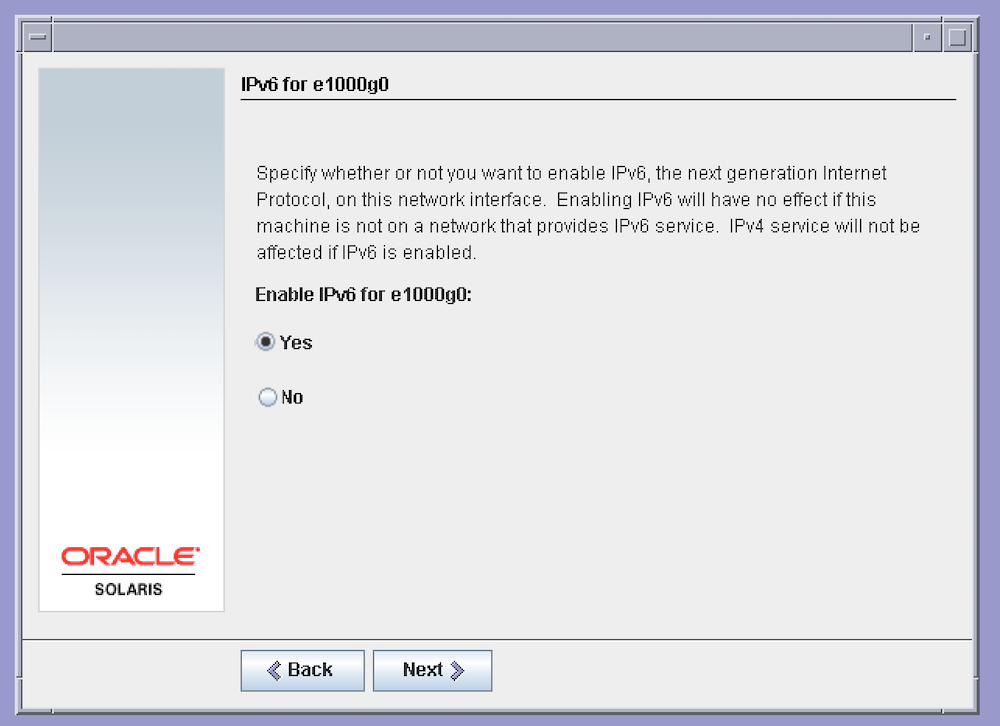 IPv6 for e1000g0
Specify whether or not you want to enable IPv6, the next generation Internet
Protocol, on this network interface.  Enabling IPv6 will have no effect if this
machine is not on a network that provides IPv6 service.  IPv4 service will not be
affected if IPv6 is enabled.
Enable IPv6 for e1000g0:
Yes
No
ORACLE
SOLARIS
Back
Next